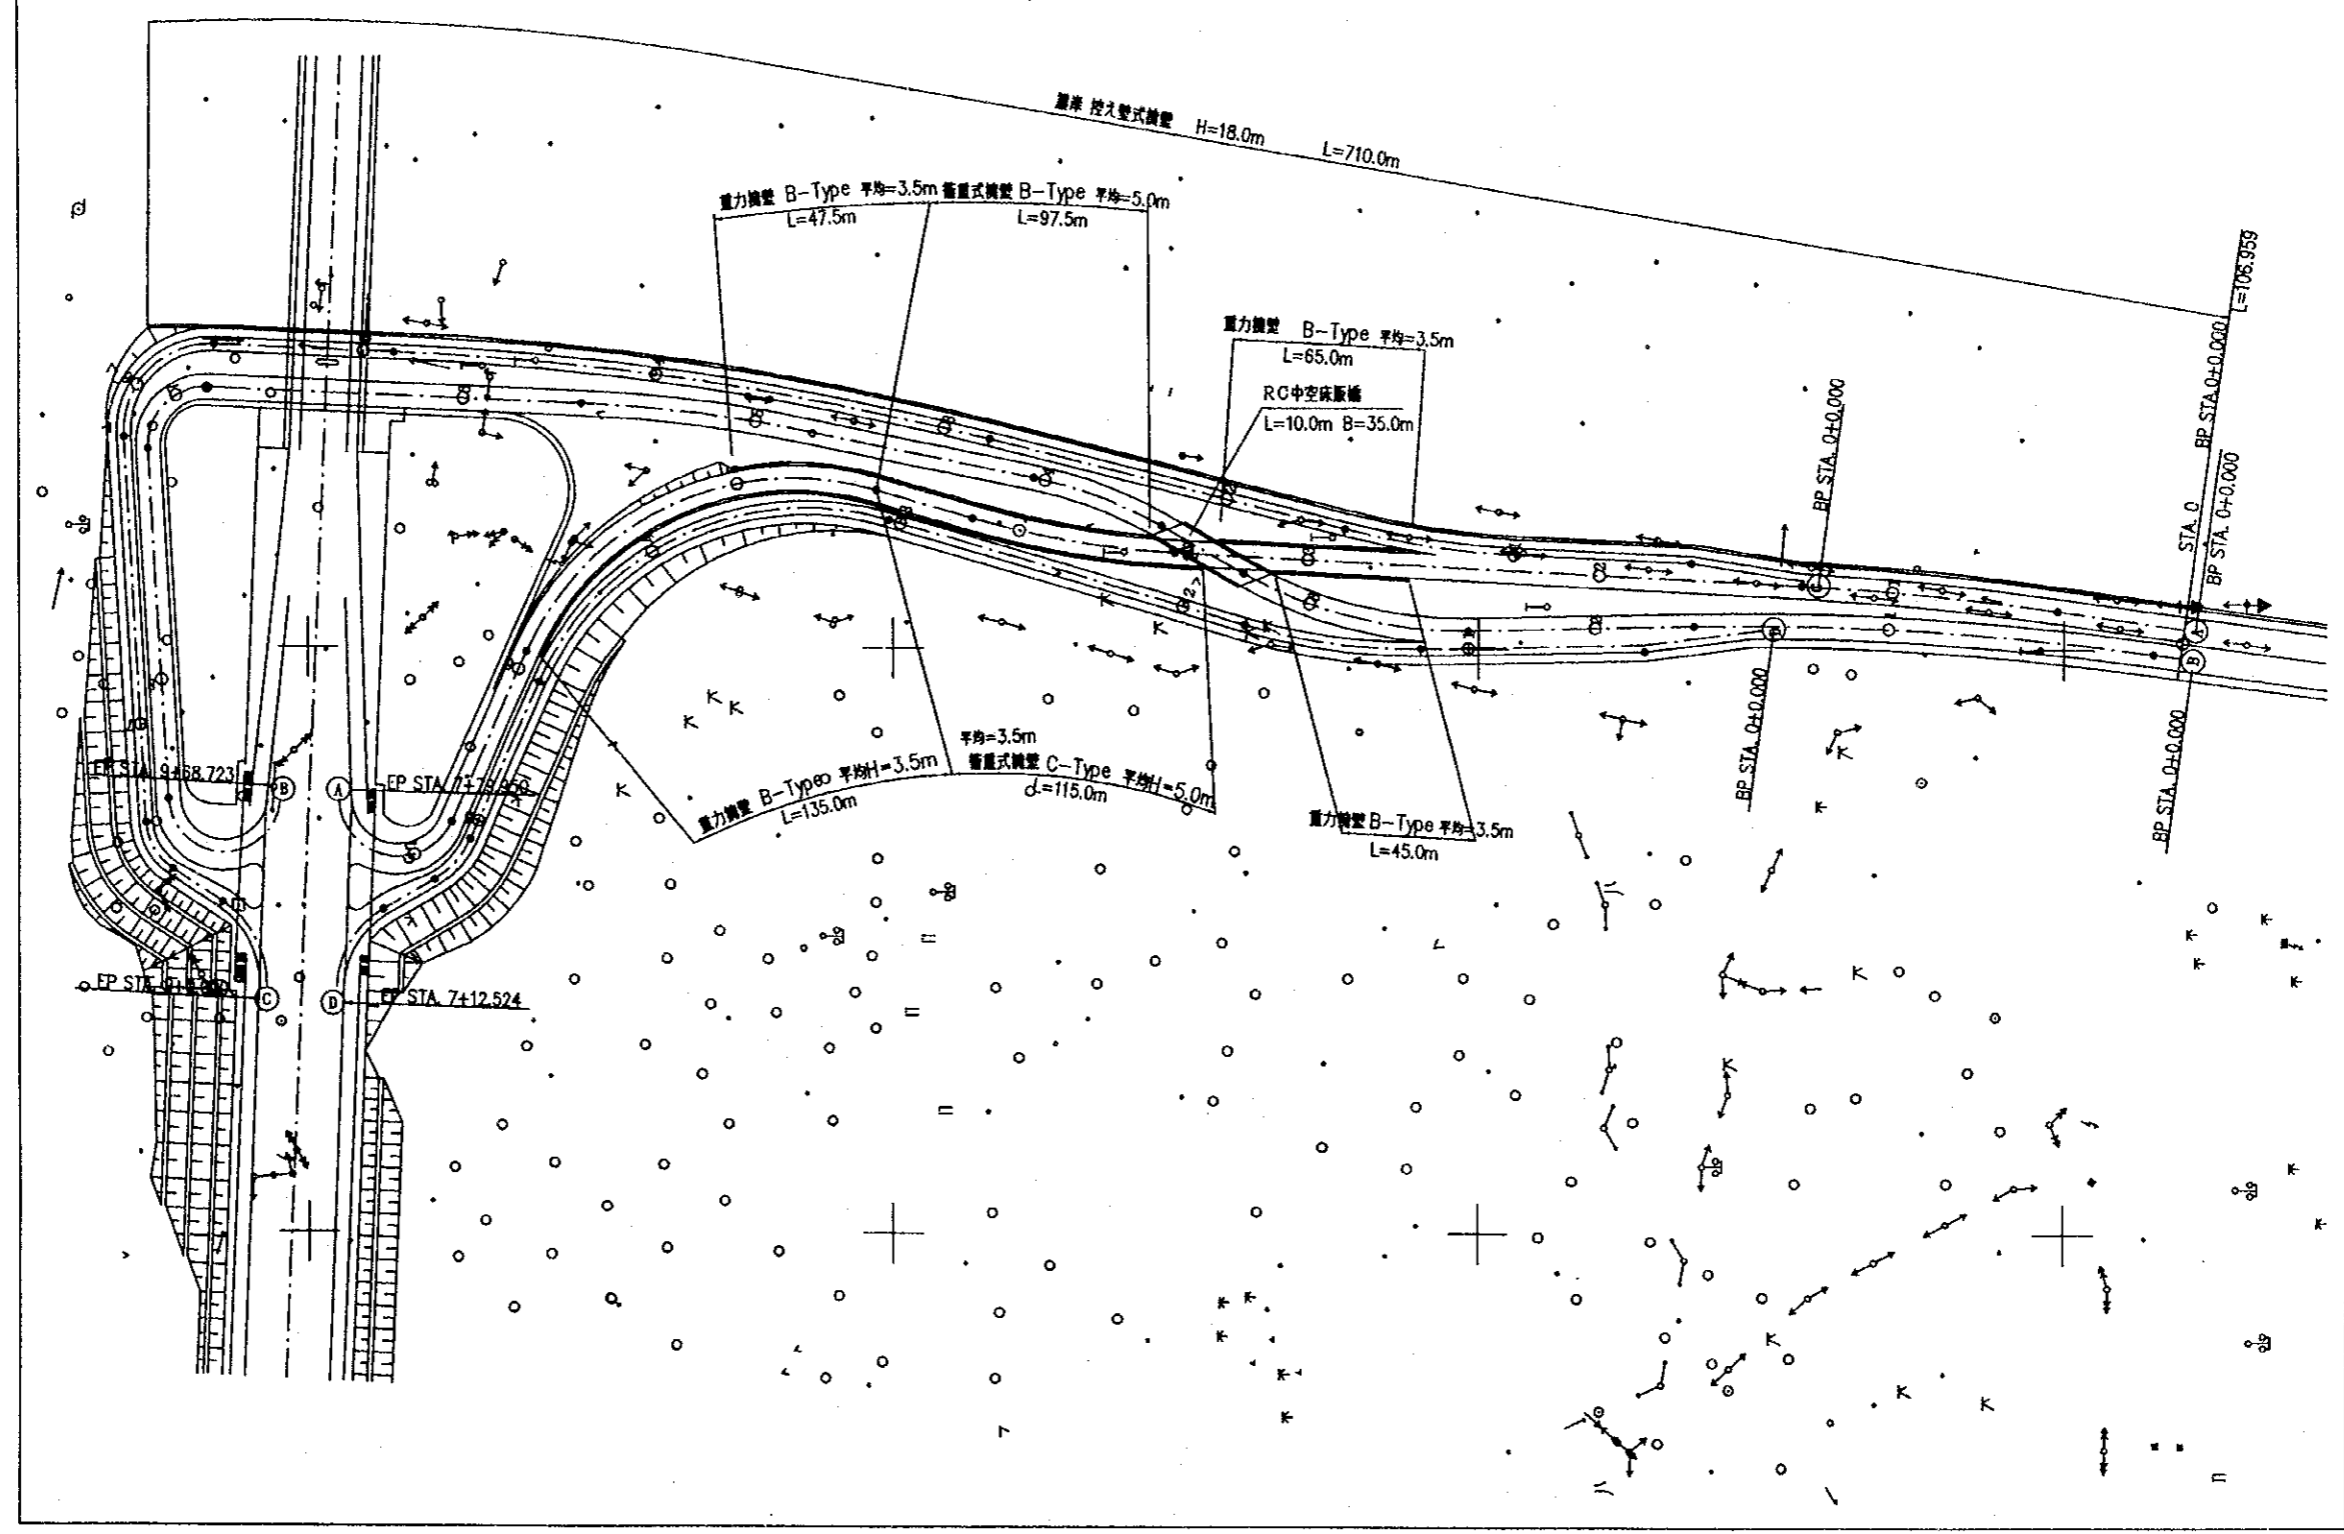 護岸 控え壁式擁壁 H=18.0m L=710.0m
重力擁壁 B-Type 平均=3.5m
L=47.5m
B-Type 平均=5.0m
L=97.5m
重力擁壁 B-Type 平均=3.5m
L=65.0m
RC中空床版橋
L=10.0m B=35.0m
L=106.959
BP STA.0+0.000
BP STA. 0+0.000
STA. 0
BP STA. 0+0.000
BP STA. 0+0.000
BP STA. 0+0.000
A
B
EP STA. 9+68.723
B
A
EP STA. 7+79.350
平均=3.5m
重力擁壁 B-Type 平均H=3.5m
L=135.0m
C-Type 平均H=5.0m
L=115.0m
重力擁壁 B-Type 平均=3.5m
L=45.0m
EP STA.
C
D
EP STA. 7+12.524